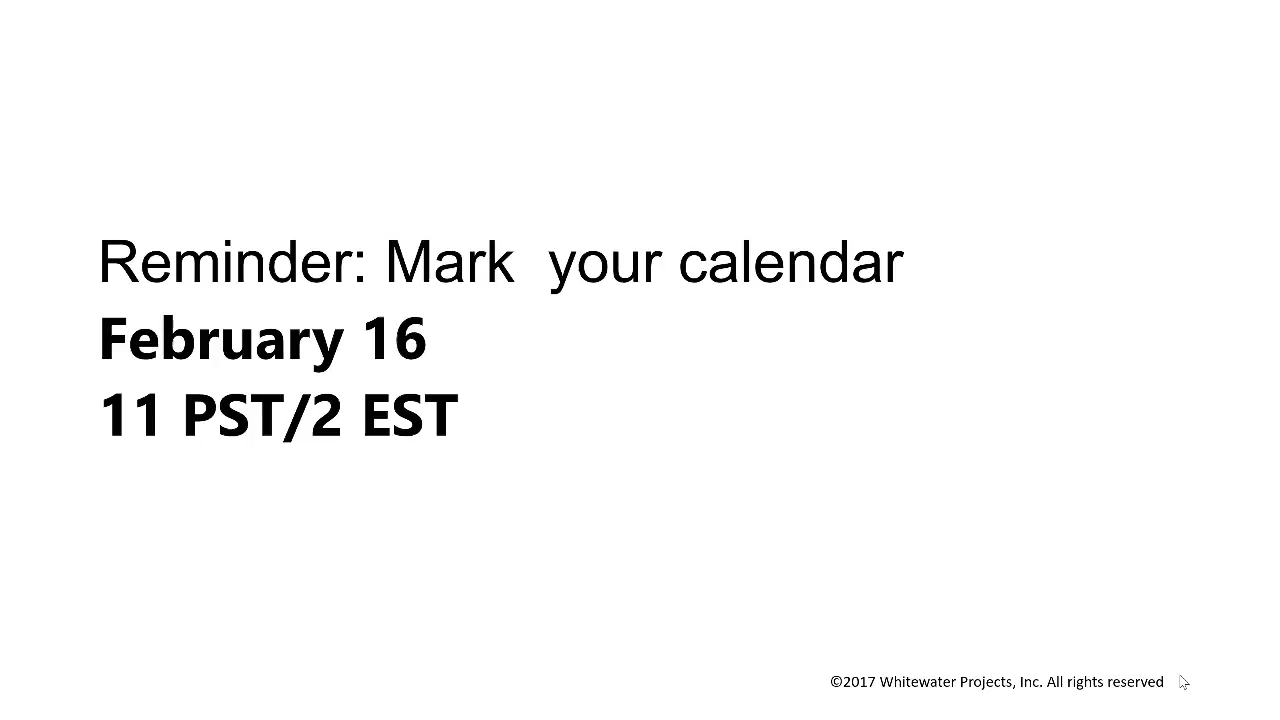 Reminder: Mark  your calendar
February 16
11 PST/2 EST
©2017 Whitewater Projects, Inc. All rights reserved